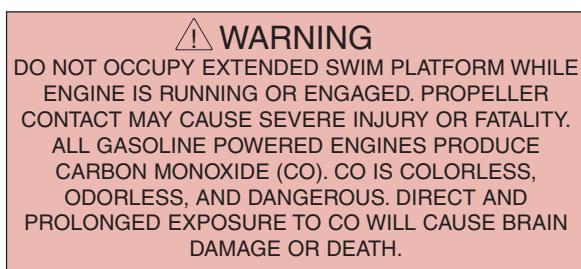 WARNING
DO NOT OCCUPY EXTENDED SWIM PLATFORM WHILE
ENGINE IS RUNNING OR ENGAGED. PROPELLER
CONTACT MAY CAUSE SEVERE INJURY OR FATALITY.
ALL GASOLINE POWERED ENGINES PRODUCE
CARBON MONOXIDE (CO). CO IS COLORLESS,
ODORLESS, AND DANGEROUS. DIRECT AND
PROLONGED EXPOSURE TO CO WILL CAUSE BRAIN
DAMAGE OR DEATH.